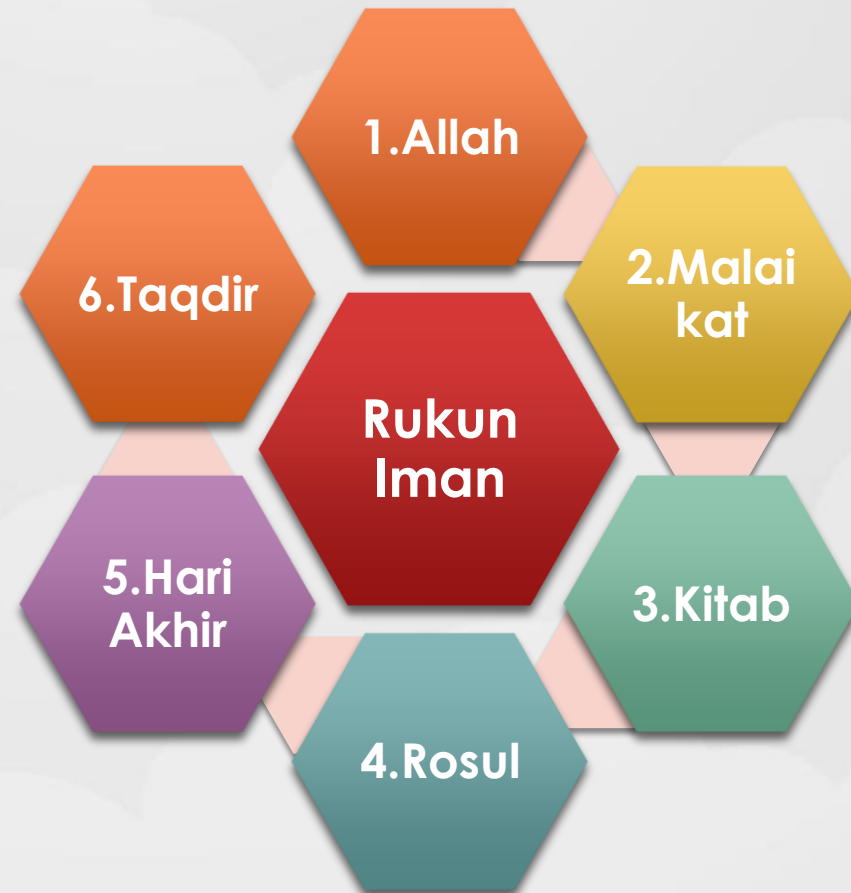 1.Allah
2.Malai
kat
3.Kitab
4.Rosul
5.Hari
Akhir
6.Taqdir
Rukun
Iman